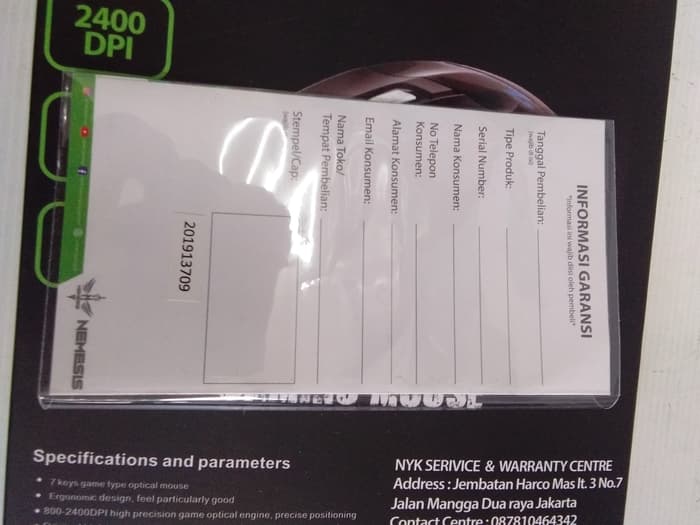 2400
DPI
INFORMASI GARANSI
"Informasi ini wajib diisi oleh pembeli"
Tanggal Pembelian:
(wajib di isi)
Tipe Produk:
Serial Number:
Nama Konsumen:
No Telepon
Konsumen:
Alamat Konsumen:
Email Konsumen:
Nama Toko/
Tempat Pembelian:
Stempel/Cap:
201913709
NEMESIS
MOUSE
Specifications and parameters
7 keys game type optical mouse
Ergonomic design, feel particularly good
800-2400DPI high precision game optical engine, precise positioning
NYK SERIVICE & WARRANTY CENTRE
Address : Jembatan Harco Mas lt. 3 No.7
Jalan Mangga Dua raya Jakarta
Contact Centre : 087810464342